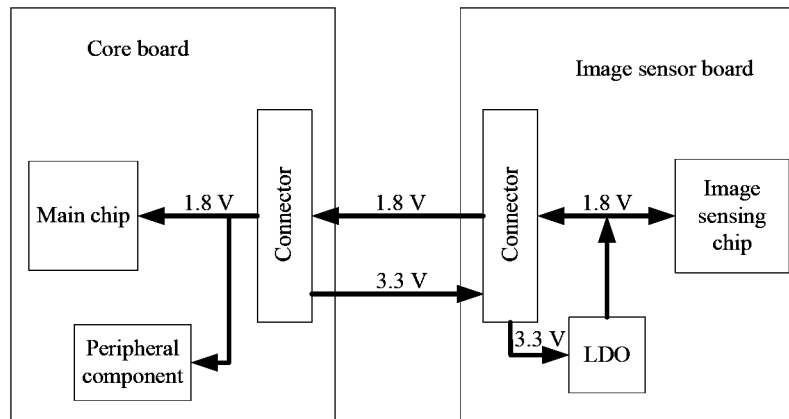 Core board
Image sensor board
Main chip
1.8 V
Connector
1.8 V
3.3 V
Connector
1.8 V
Image
sensing
chip
Peripheral
component
3.3 V
LDO